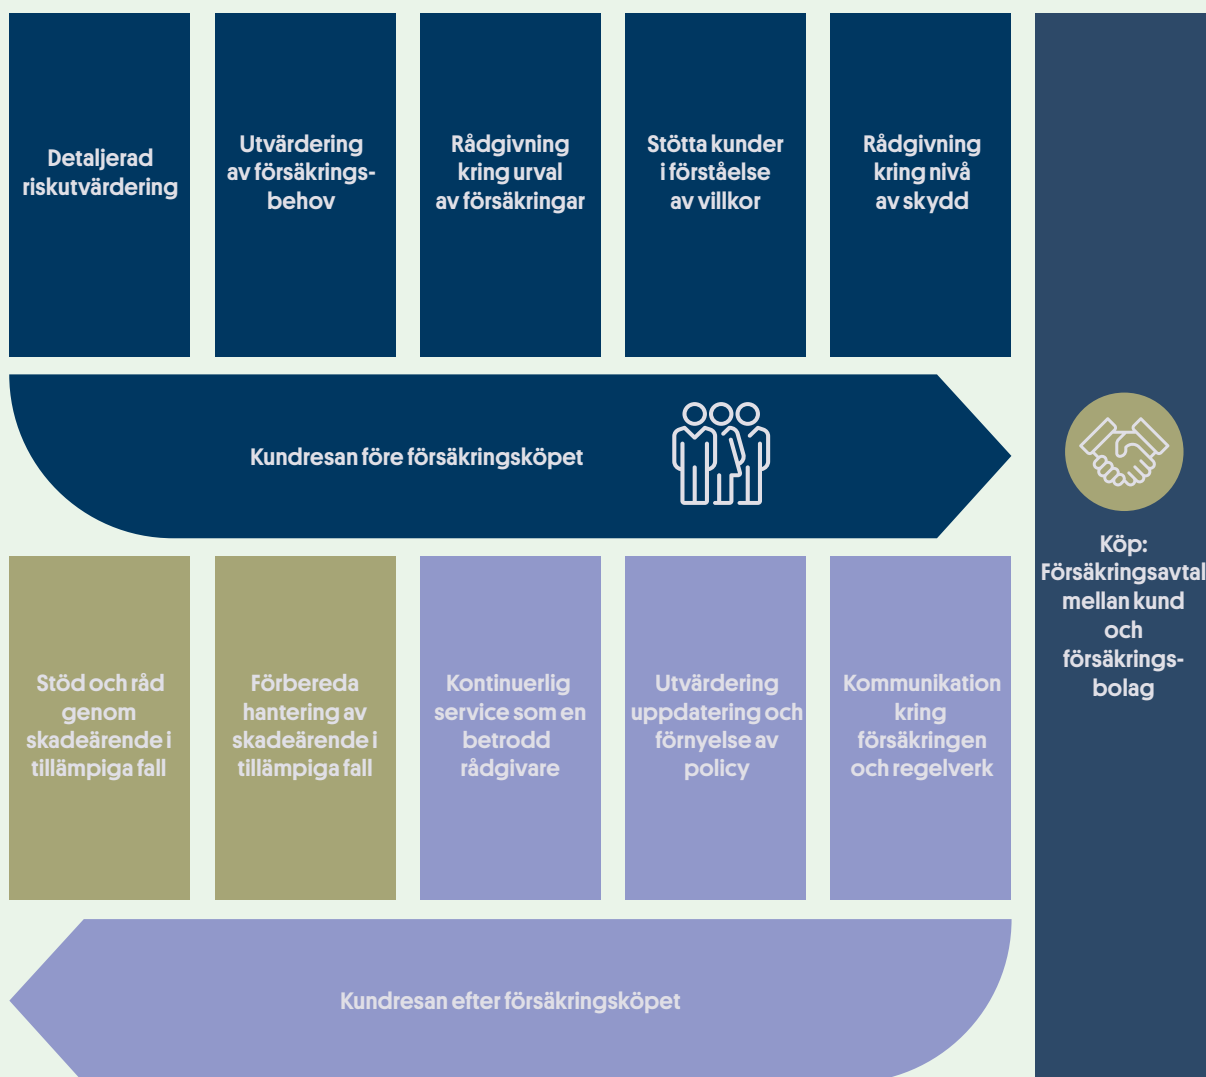 Detaljerad
riskutvärdering
Utvärdering
av försäkrings-
behov
Rådgivning
kring urval
av försäkringar
Stötta kunder
i förståelse
av villkor
Rådgivning
kring nivå
av skydd
Kundresan före försäkringsköpet
Köp:
Försäkringsavtal
mellan kund
och
försäkrings-
bolag
Stöd och råd
genom
skadeärende i
tillämpiga fall
Förbereda
hantering av
skadeärende i
tillämpiga fall
Kontinuerlig
service som en
betrodd
rådgivare
Utvärdering
uppdatering och
förnyelse av
policy
Kommunikation
kring
försäkringen
och regelverk
Kundresan efter försäkringsköpet